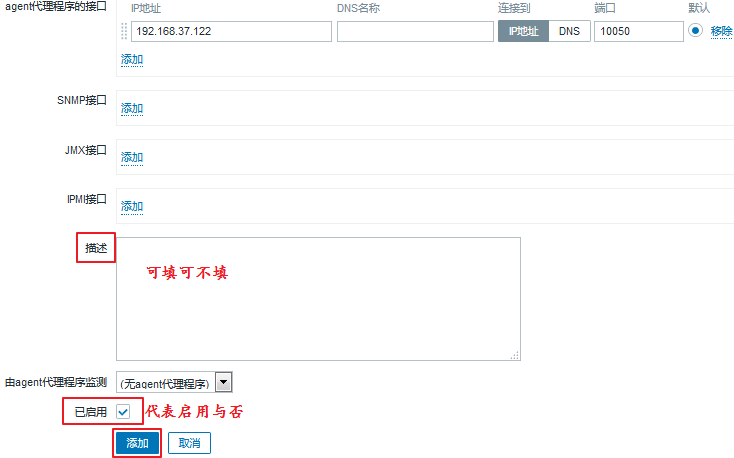 agent代理程序的接口 IP地址 DNS名称 连接到 端口 默认
192.168.37.122 IP地址 DNS 10050 移除
添加
SNMP接口 添加
JMX接口 添加
IPMI接口 添加
描述
可填可不填
由agent代理程序监测 (无agent代理程序)
已启用 代表启用与否
添加 取消